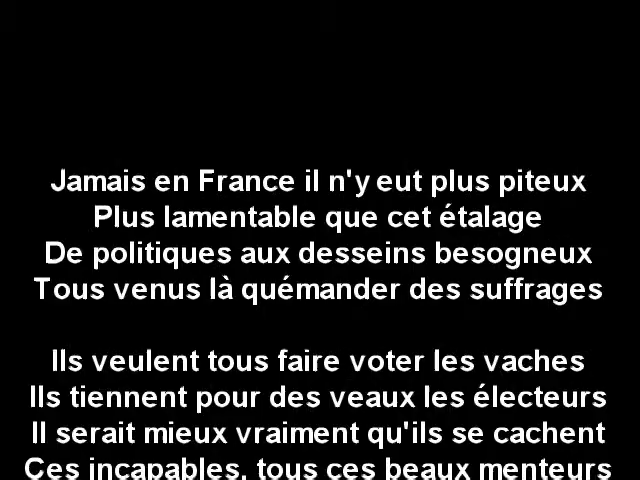 Jamais en France il n'y eut plus piteux
Plus lamentable que cet étalage
De politiques aux desseins besogneux
Tous venus là quémander des suffrages
Ils veulent tous faire voter les vaches
Ils tiennent pour des veaux les électeurs
Il serait mieux vraiment qu'ils se cachent
Ces incapables, tous ces beaux menteurs